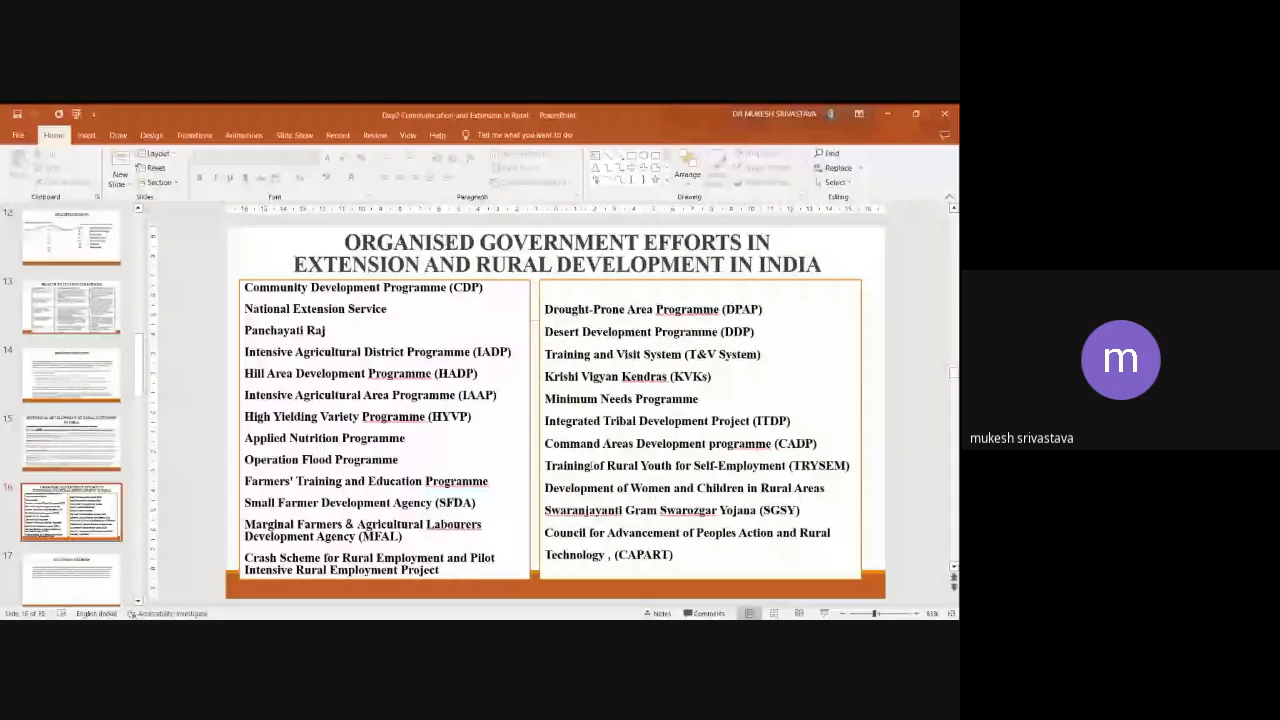 Day2 Communication and Extension in Rural - PowerPoint
DR MUKESH SRIVASTAVA
File Home Insert Draw Design Transitions Animations Slide Show Record Review View Help Tell me what you want to do
New Slide
Layout
Reset
Section
Arrange
Find
Replace
Select
Clipboard Slides Font Paragraph Drawing Editing
12
13
14
15
16
17
ORGANISED GOVERNMENT EFFORTS IN
EXTENSION AND RURAL DEVELOPMENT IN INDIA
Community Development Programme (CDP)
National Extension Service
Panchayati Raj
Intensive Agricultural District Programme (IADP)
Hill Area Development Programme (HADP)
Intensive Agricultural Area Programme (IAAP)
High Yielding Variety Programme (HYVP)
Applied Nutrition Programme
Operation Flood Programme
Farmers' Training and Education Programme
Small Farmer Development Agency (SFDA)
Marginal Farmers & Agricultural Labourers
Development Agency (MFAL)
Crash Scheme for Rural Employment and Pilot
Intensive Rural Employment Project
Drought-Prone Area Programme (DPAP)
Desert Development Programme (DDP)
Training and Visit System (T&V System)
Krishi Vigyan Kendras (KVKs)
Minimum Needs Programme
Integrated Tribal Development Project (ITDP)
Command Areas Development programme (CADP)
Training of Rural Youth for Self-Employment (TRYSEM)
Development of Women and Children in Rural Areas
Swaranjayanti Gram Swarozgar Yojana (SGSY)
Council for Advancement of Peoples Action and Rural
Technology , (CAPART)
English (India) Accessibility: Investigate
Notes Comments
m
mukesh srivastava